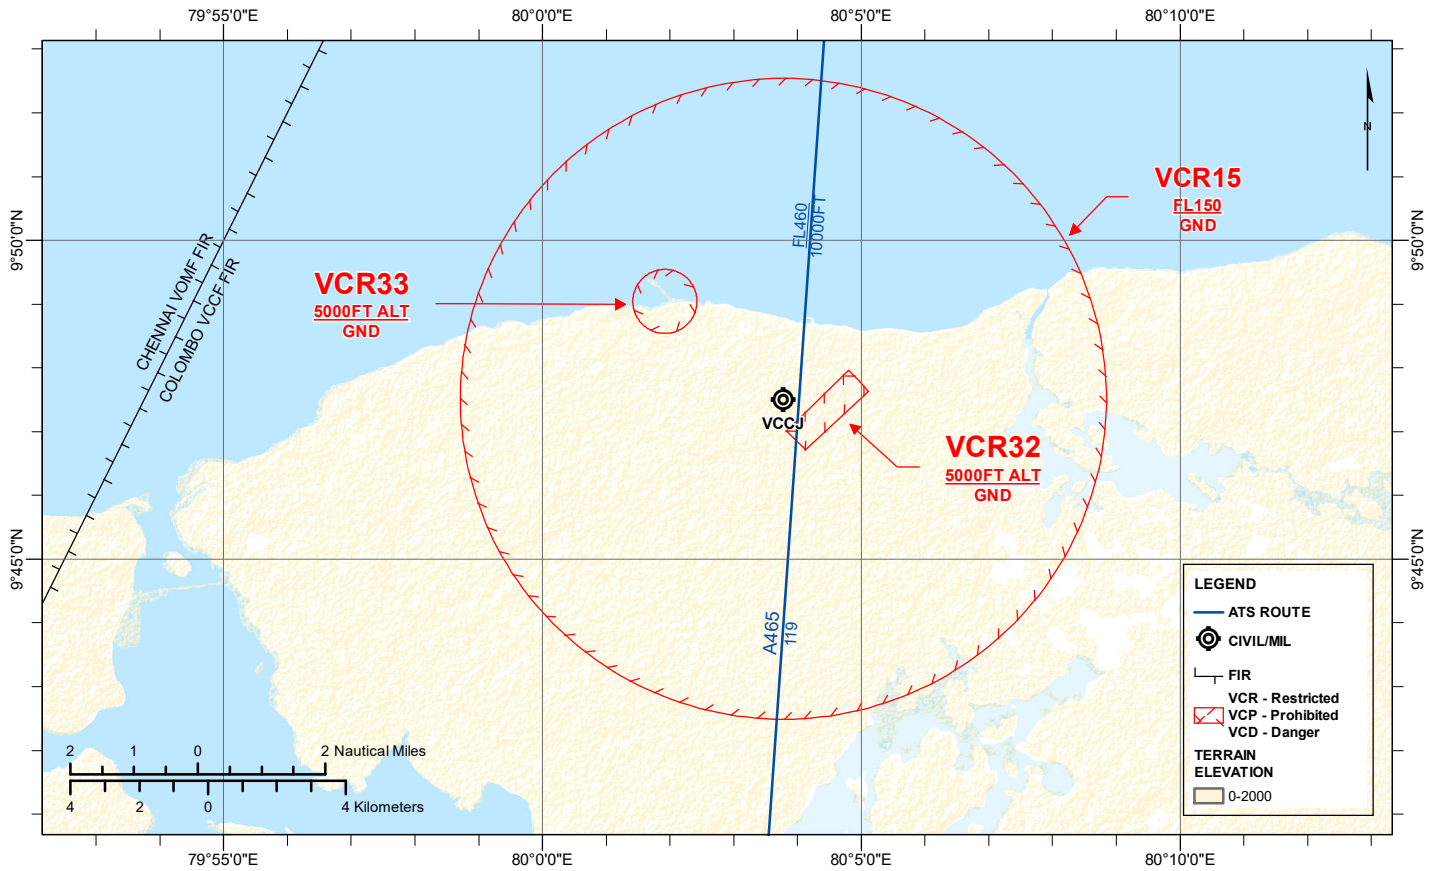 79°55'0"E
80°0'0"E
80°5'0"E
80°10'0"E
9°50'0"N
9°50'0"N
N
VCR15
FL150
GND
FL460
10000FT
CHENNAI VOMF FIR
COLOMBO VCCF FIR
VCR33
5000FT ALT
GND
VCCJ
VCR32
5000FT ALT
GND
9°45'0"N
9°45'0"N
A465
119
LEGEND
ATS ROUTE
CIVIL/MIL
FIR
VCR - Restricted
VCP - Prohibited
VCD - Danger
TERRAIN
ELEVATION
0-2000
2 1 0 2 Nautical Miles
4 2 0 4 Kilometers
79°55'0"E
80°0'0"E
80°5'0"E
80°10'0"E